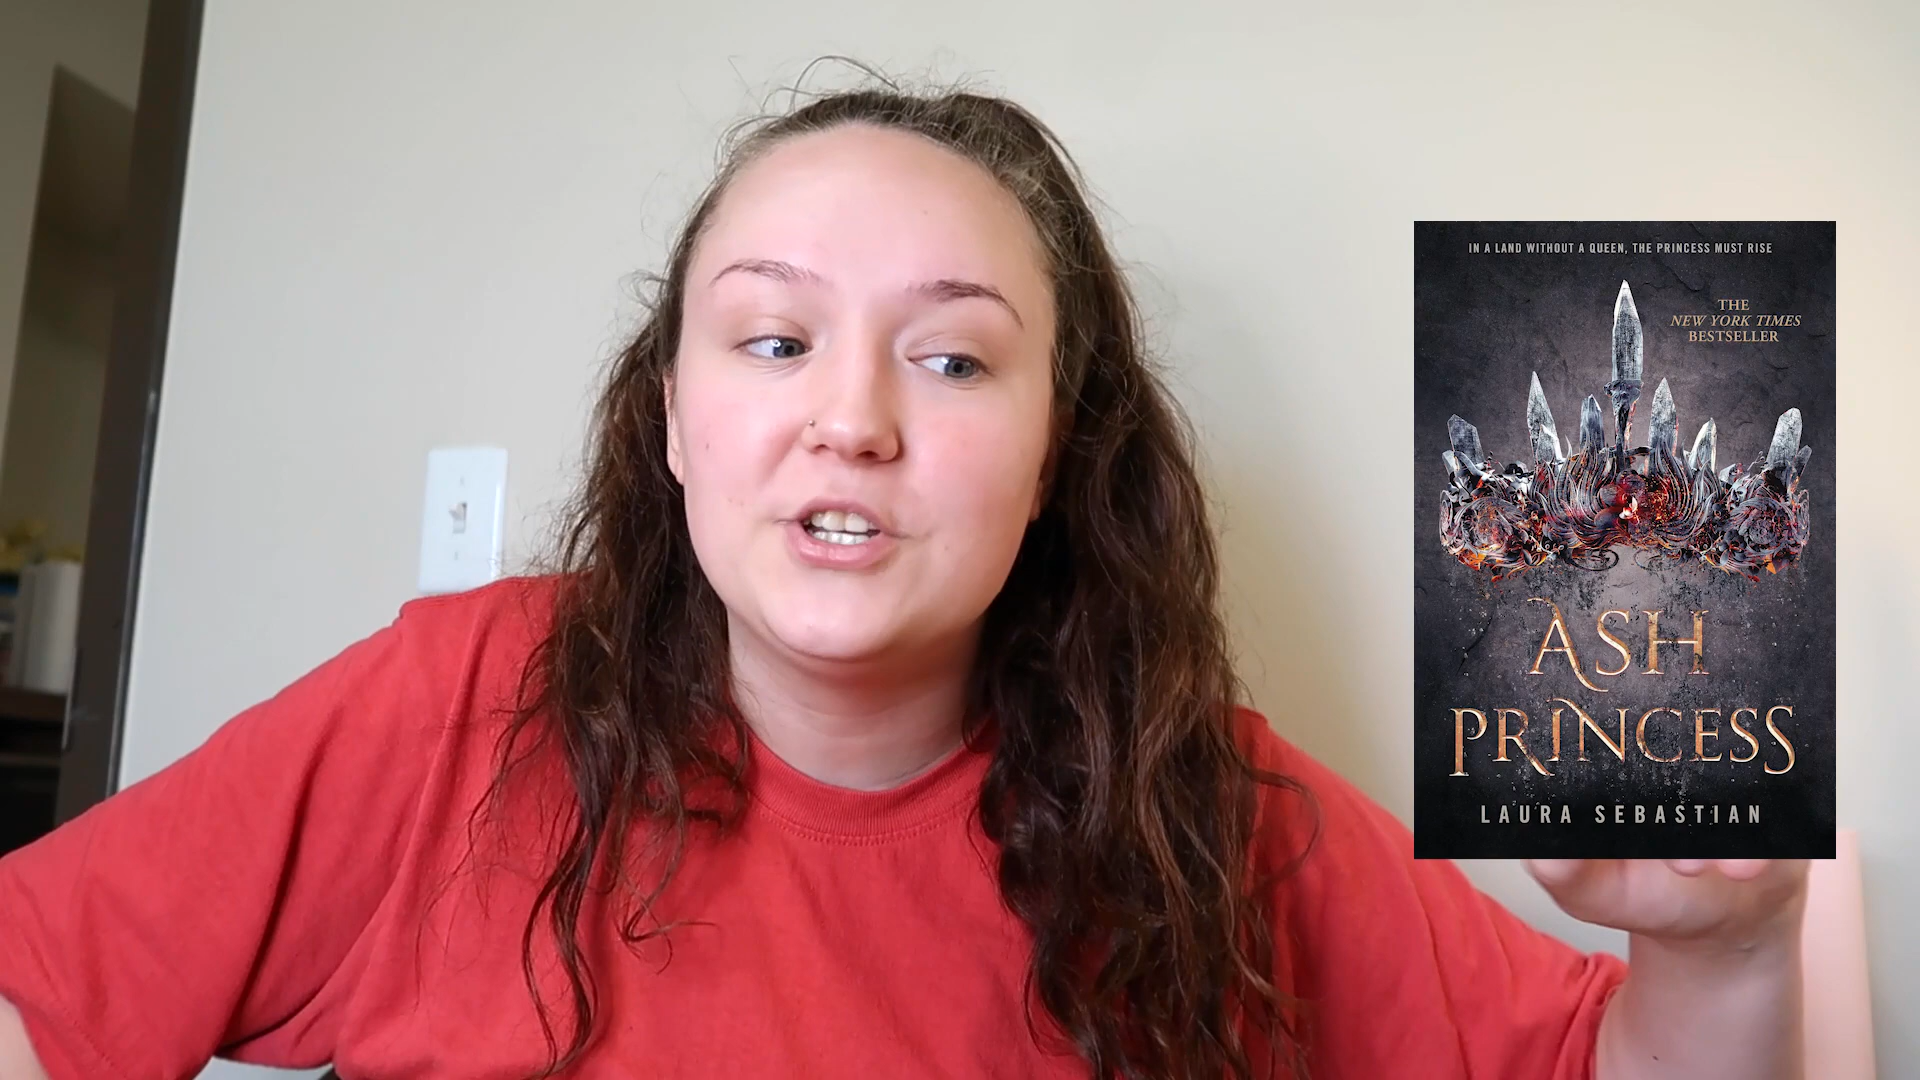 IN A LAND WITHOUT A QUEEN, THE PRINCESS MUST RISE
THE
NEW YORK TIMES
BESTSELLER
ASH
PRINCESS
LAURA SEBASTIAN